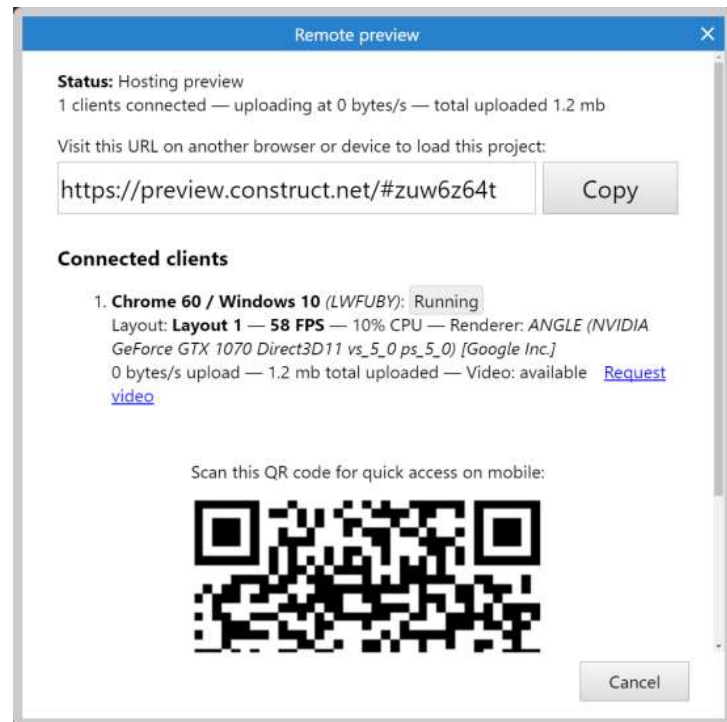 Remote preview
Status: Hosting preview
1 clients connected — uploading at 0 bytes/s — total uploaded 1.2 mb
Visit this URL on another browser or device to load this project:
https://preview.construct.net/#zuw6z64t Copy
Connected clients
1. Chrome 60 / Windows 10 (LWFUBY): Running
Layout: Layout 1 — 58 FPS — 10% CPU — Renderer: ANGLE (NVIDIA
GeForce GTX 1070 Direct3D11 vs_5_0 ps_5_0) [Google Inc.]
0 bytes/s upload — 1.2 mb total uploaded — Video: available Request
video
Scan this QR code for quick access on mobile:
Cancel